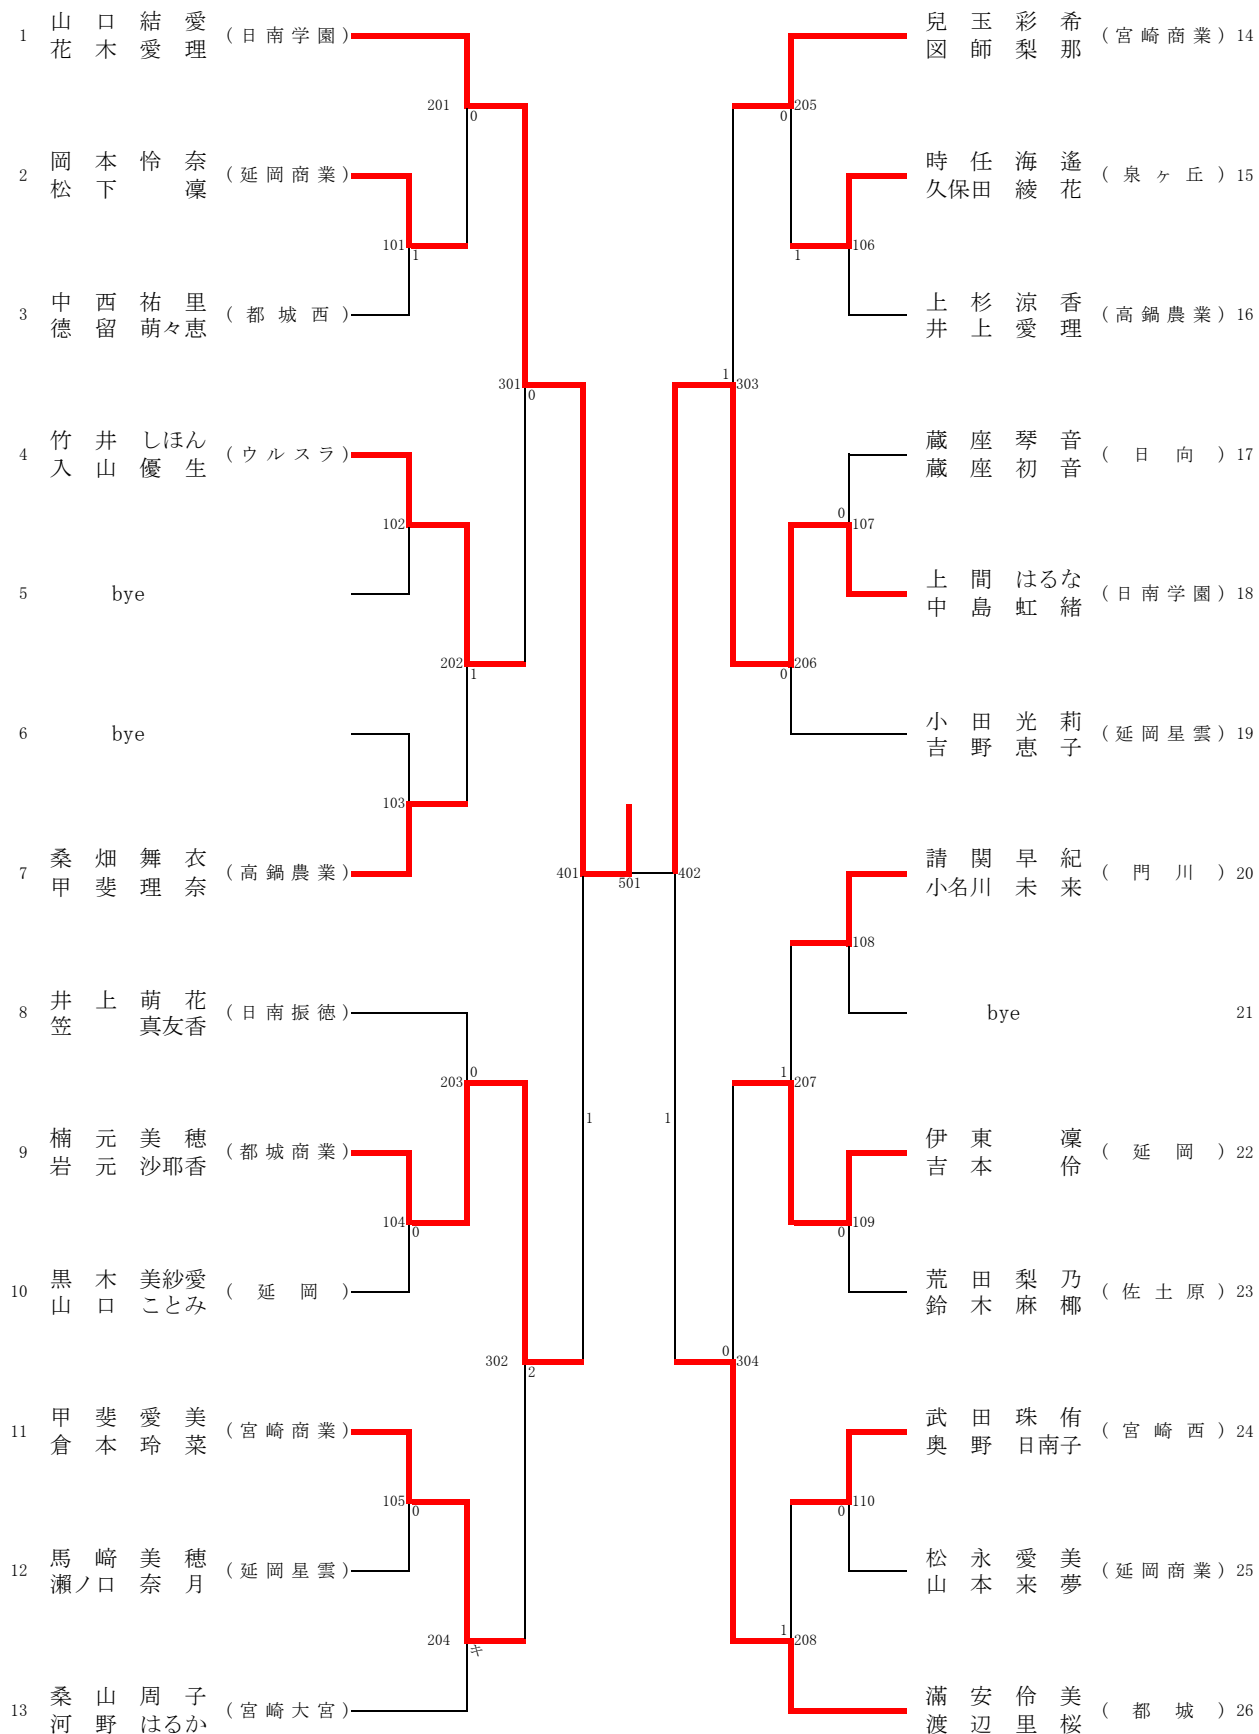 1 山口結愛 (日南学園)
花木愛理
201
0
2 岡本怜奈 (延岡商業)
松下凜
101
1
3 中西祐里 (都城西)
德留萌々恵
301
0
4 竹井しほん (ウルスラ)
入山優生
102
5 bye
202
1
6 bye
103
7 桑畑舞衣 (高鍋農業)
甲斐理奈
401
501
402
8 井上萌花 (日南振徳)
笠真友香
0
203
1
1
9 楠元美穂 (都城商業)
岩元沙耶香
104
0
10 黒木美紗愛 (延岡)
山口ことみ
302
2
11 甲斐愛美 (宮崎商業)
倉本玲菜
105
0
12 馬﨑美穂 (延岡星雲)
瀬ノ口奈月
204
キ
13 桑山周子 (宮崎大宮)
河野はるか
兒玉彩希 (宮崎商業) 14
図師梨那
205
0
時任海遙 (泉ヶ丘) 15
久保田綾花
106
1
上杉涼香 (高鍋農業) 16
井上愛理
1
303
蔵座琴音 (日向) 17
蔵座初音
0
107
上間はるな (日南学園) 18
中島虹緒
206
0
小田光莉 (延岡星雲) 19
吉野恵子
請関早紀 (門川) 20
小名川未来
108
bye 21
1
207
伊東凜 (延岡) 22
吉本伶
109
0
荒田梨乃 (佐土原) 23
鈴木麻椰
0
304
武田珠侑 (宮崎西) 24
奥野日南子
110
0
松永愛美 (延岡商業) 25
山本来夢
1
208
滿安伶美 (都城) 26
渡辺里桜